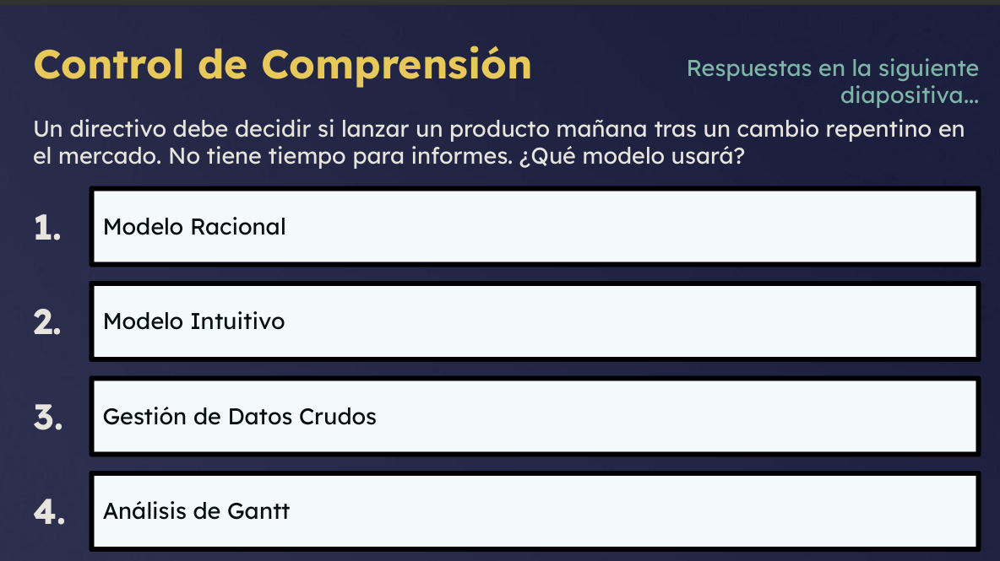 Control de Comprensión
Respuestas en la siguiente
diapositiva...
Un directivo debe decidir si lanzar un producto mañana tras un cambio repentino en
el mercado. No tiene tiempo para informes. ¿Qué modelo usará?
1. Modelo Racional
2. Modelo Intuitivo
3. Gestión de Datos Crudos
4. Análisis de Gantt